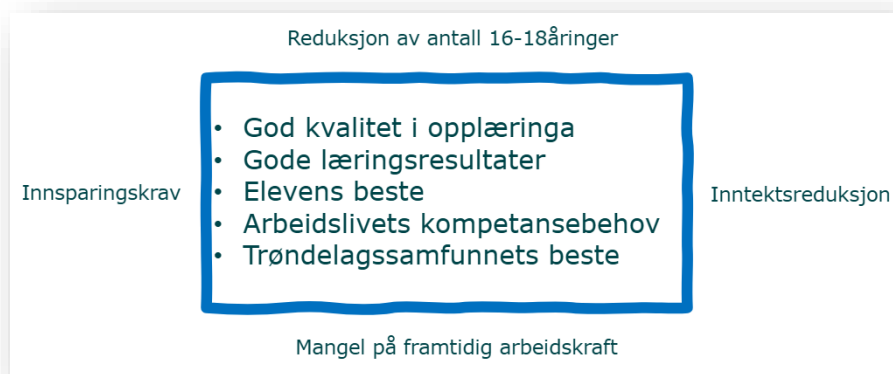 Reduksjon av antall 16-18åringer
• God kvalitet i opplæringa
• Gode læringsresultater
Innsparingskrav
• Elevens beste
Inntektsreduksjon
• Arbeidslivets kompetansebehov
• Trøndelagssamfunnets beste
Mangel på framtidig arbeidskraft